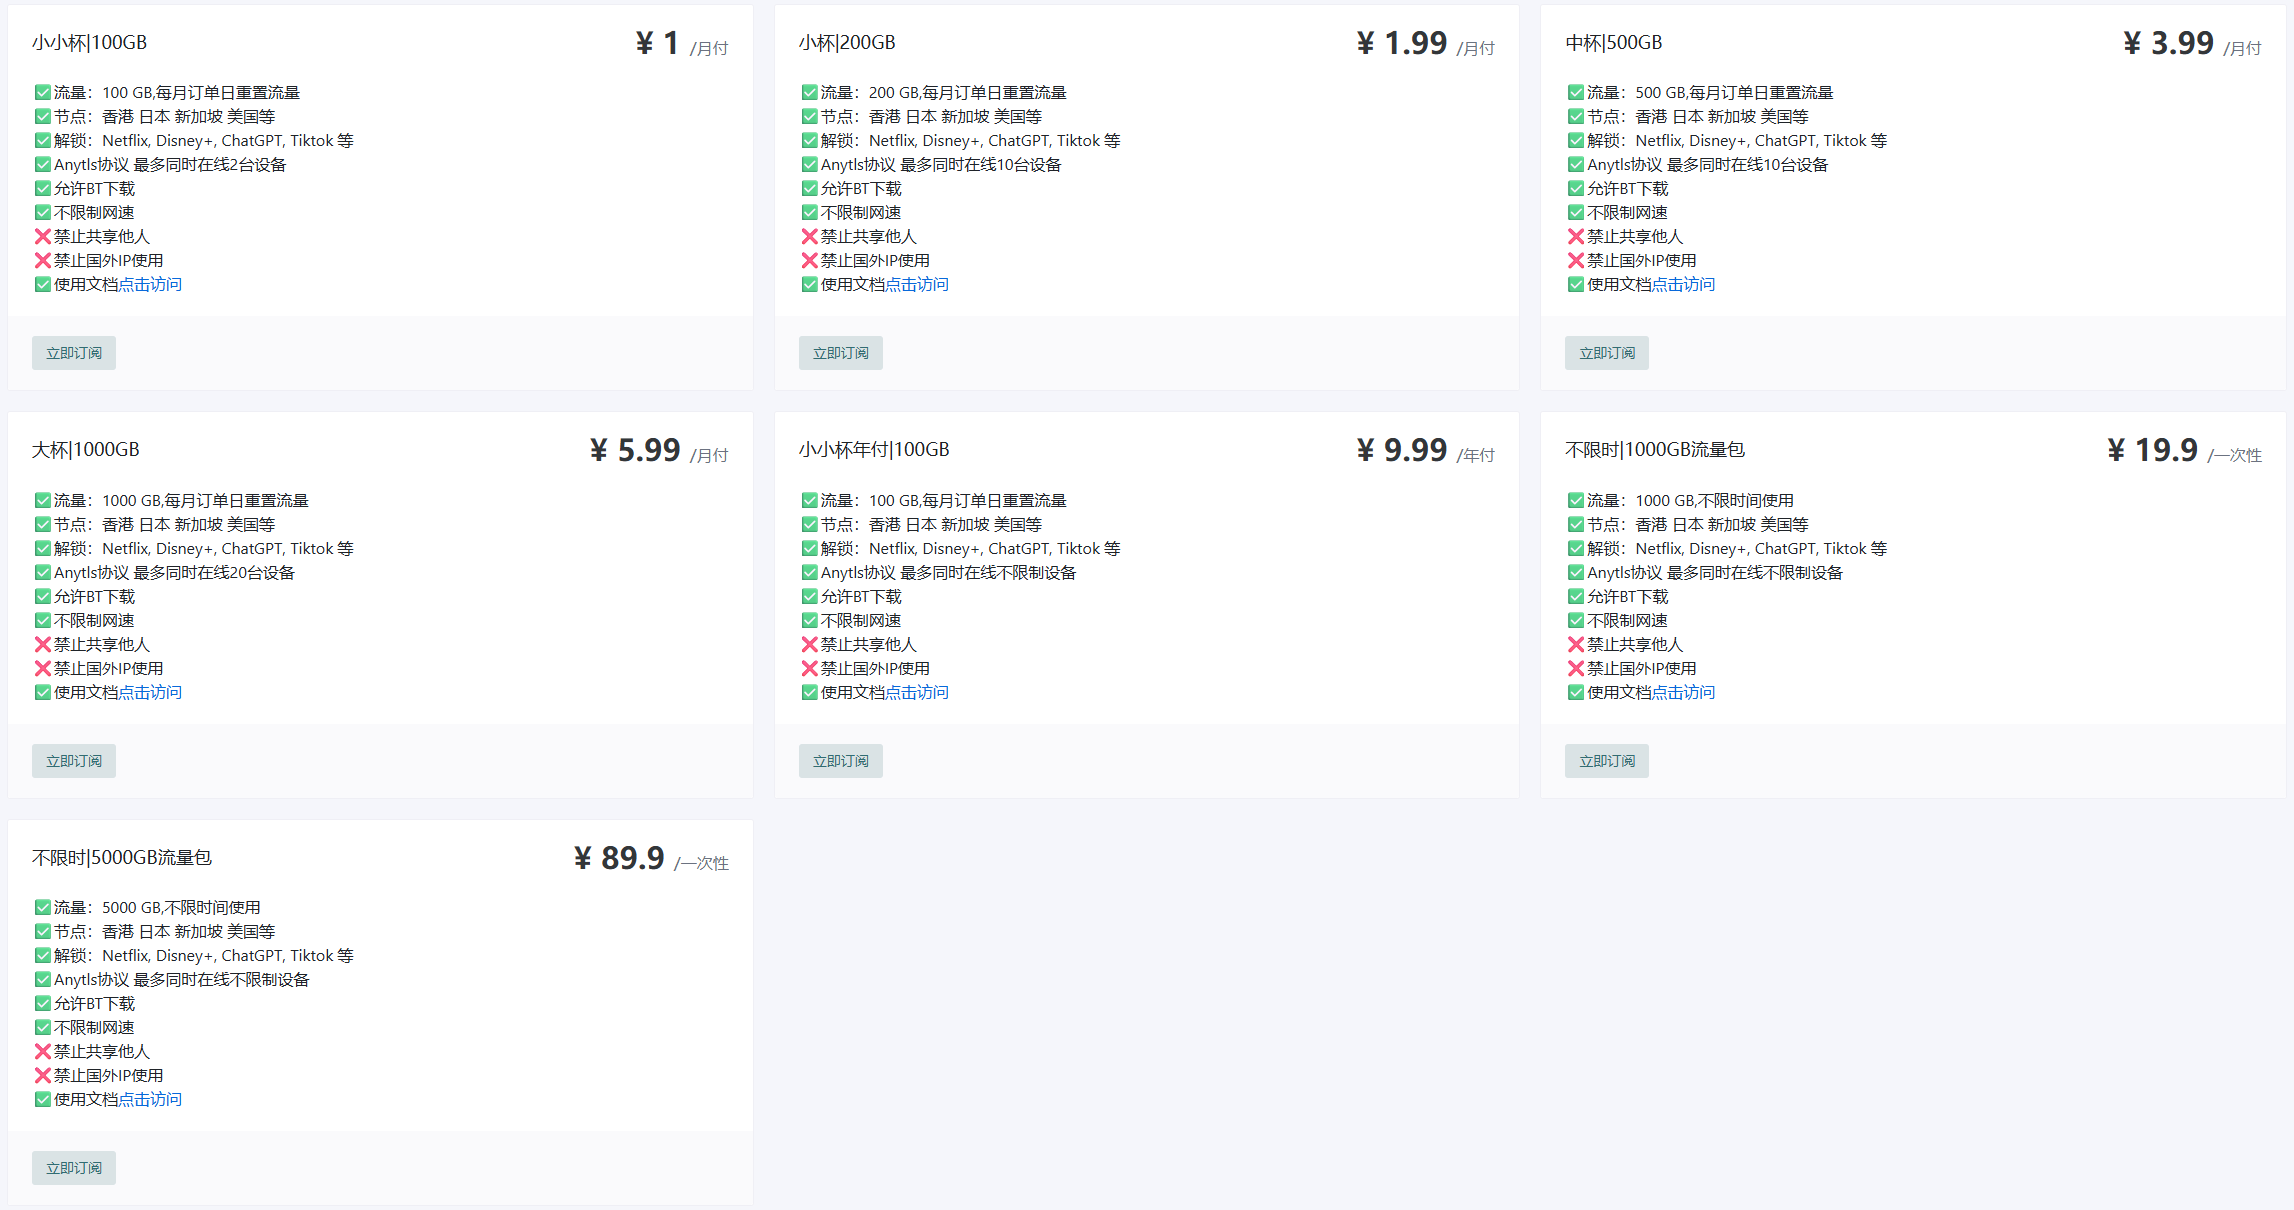 小小杯|100GB
¥ 1 /月付
✅流量：100 GB,每月订单日重置流量
✅节点：香港 日本 新加坡 美国等
✅解锁：Netflix, Disney+, ChatGPT, Tiktok 等
✅Anytls协议 最多同时在线2台设备
✅允许BT下载
✅不限制网速
❌禁止共享他人
❌禁止国外IP使用
✅使用文档点击访问
立即订阅
小杯|200GB
¥ 1.99 /月付
✅流量：200 GB,每月订单日重置流量
✅节点：香港 日本 新加坡 美国等
✅解锁：Netflix, Disney+, ChatGPT, Tiktok 等
✅Anytls协议 最多同时在线10台设备
✅允许BT下载
✅不限制网速
❌禁止共享他人
❌禁止国外IP使用
✅使用文档点击访问
立即订阅
中杯|500GB
¥ 3.99 /月付
✅流量：500 GB,每月订单日重置流量
✅节点：香港 日本 新加坡 美国等
✅解锁：Netflix, Disney+, ChatGPT, Tiktok 等
✅Anytls协议 最多同时在线10台设备
✅允许BT下载
✅不限制网速
❌禁止共享他人
❌禁止国外IP使用
✅使用文档点击访问
立即订阅
大杯|1000GB
¥ 5.99 /月付
✅流量：1000 GB,每月订单日重置流量
✅节点：香港 日本 新加坡 美国等
✅解锁：Netflix, Disney+, ChatGPT, Tiktok 等
✅Anytls协议 最多同时在线20台设备
✅允许BT下载
✅不限制网速
❌禁止共享他人
❌禁止国外IP使用
✅使用文档点击访问
立即订阅
小小杯年付|100GB
¥ 9.99 /年付
✅流量：100 GB,每月订单日重置流量
✅节点：香港 日本 新加坡 美国等
✅解锁：Netflix, Disney+, ChatGPT, Tiktok 等
✅Anytls协议 最多同时在线不限制设备
✅允许BT下载
✅不限制网速
❌禁止共享他人
❌禁止国外IP使用
✅使用文档点击访问
立即订阅
不限时|1000GB流量包
¥ 19.9 /一次性
✅流量：1000 GB,不限时间使用
✅节点：香港 日本 新加坡 美国等
✅解锁：Netflix, Disney+, ChatGPT, Tiktok 等
✅Anytls协议 最多同时在线不限制设备
✅允许BT下载
✅不限制网速
❌禁止共享他人
❌禁止国外IP使用
✅使用文档点击访问
立即订阅
不限时|5000GB流量包
¥ 89.9 /一次性
✅流量：5000 GB,不限时间使用
✅节点：香港 日本 新加坡 美国等
✅解锁：Netflix, Disney+, ChatGPT, Tiktok 等
✅Anytls协议 最多同时在线不限制设备
✅允许BT下载
✅不限制网速
❌禁止共享他人
❌禁止国外IP使用
✅使用文档点击访问
立即订阅